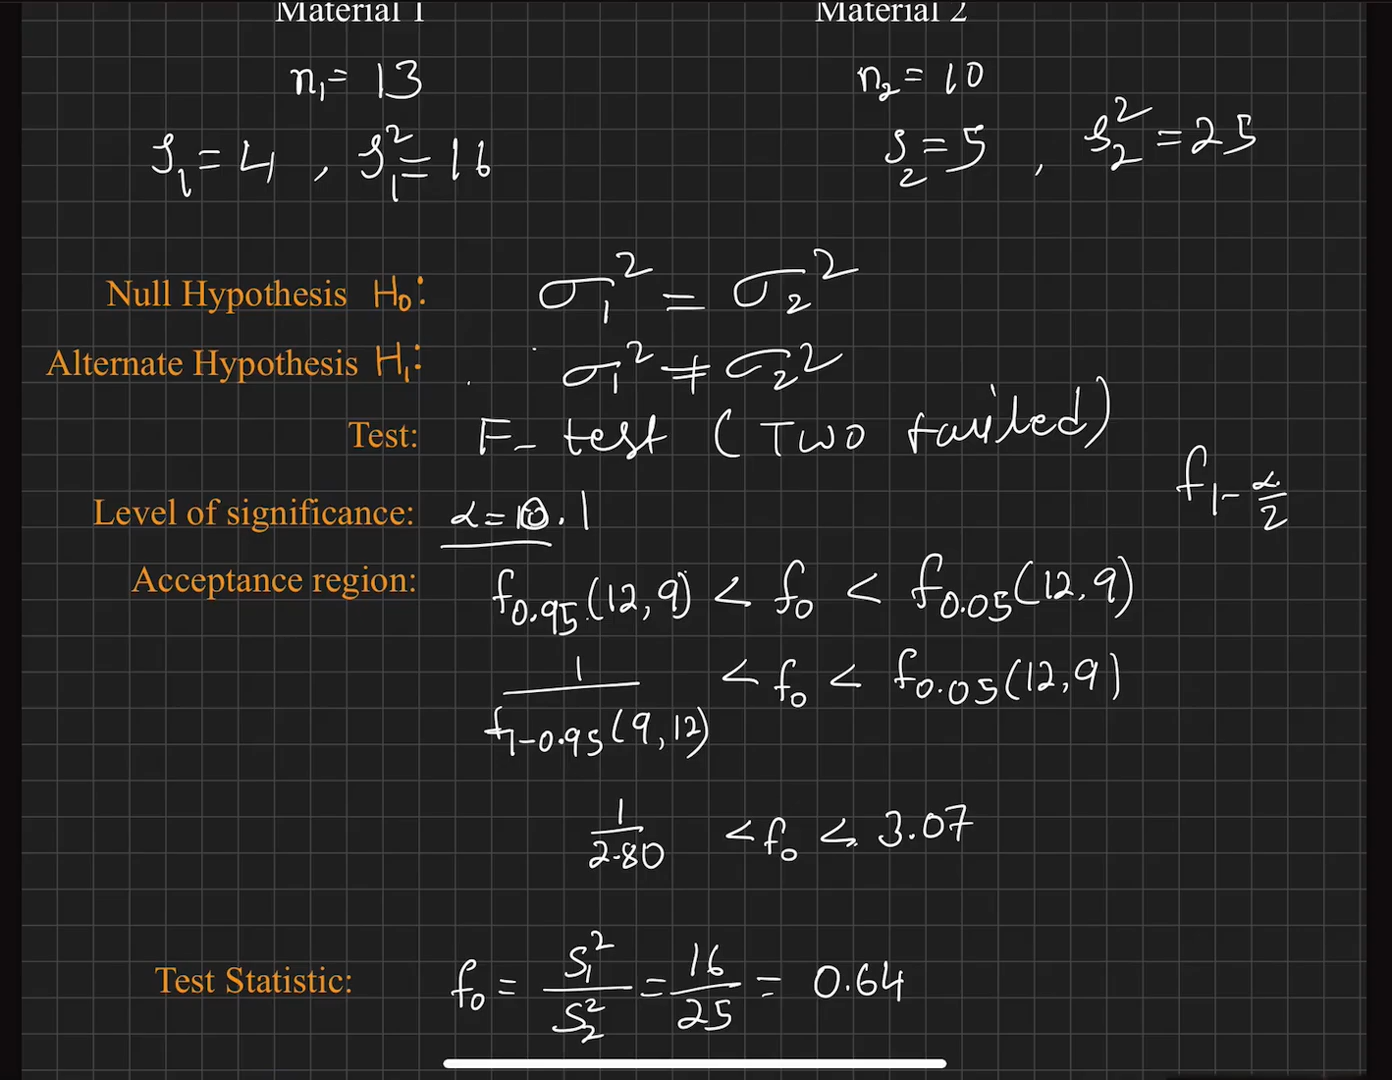 Material 1 Material 2
n₁= 13 n₂= 10
s₁=4 , s₁²=16 s₂=5 , s₂²=25
Null Hypothesis H₀: σ₁² = σ₂²
Alternate Hypothesis H₁: σ₁² ≠ σ₂²
Test: F- test (TWO tailed)
f₁₋α/₂
Level of significance: α=0.1
Acceptance region: f₀.₉₅(12,9) < f₀ < f₀.₀₅(12,9)
1/f₁₋₀.₉₅(9,12) < f₀ < f₀.₀₅(12,9)
1/2.80 < f₀ < 3.07
Test Statistic: f₀ = S₁²/S₂² = 16/25 = 0.64